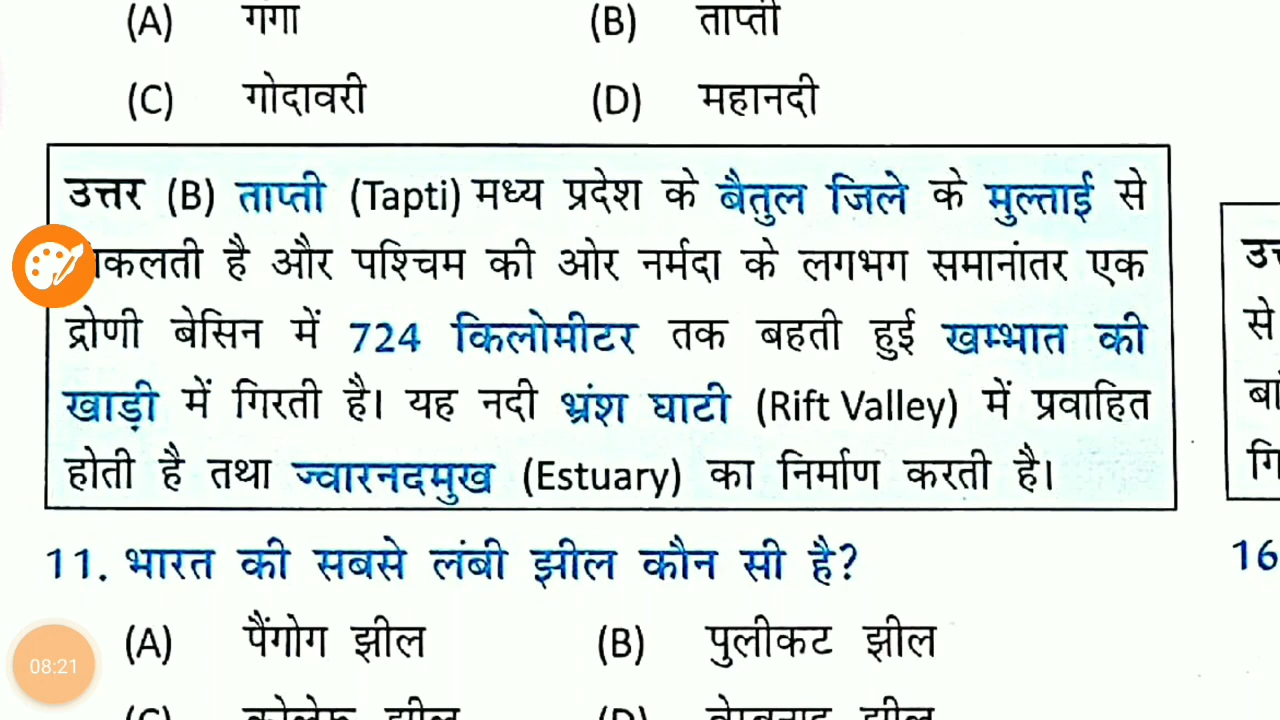 (A) गंगा (B) ताप्ती
(C) गोदावरी (D) महानदी
उत्तर (B) ताप्ती (Tapti) मध्य प्रदेश के बैतुल जिले के मुल्ताई से
है और पश्चिम की ओर नर्मदा के लगभग समानांतर एक
द्रोणी बेसिन में 724 किलोमीटर तक बहती हुई खम्भात की
खाड़ी में गिरती है। यह नदी भ्रंश घाटी (Rift Valley) में प्रवाहित
होती है तथा ज्वारनदमुख (Estuary) का निर्माण करती है।
11. भारत की सबसे लंबी झील कौन सी है?
(A) पैंगोग झील (B) पुलीकट झील
(C) झील (D) झील
से
16
08:21